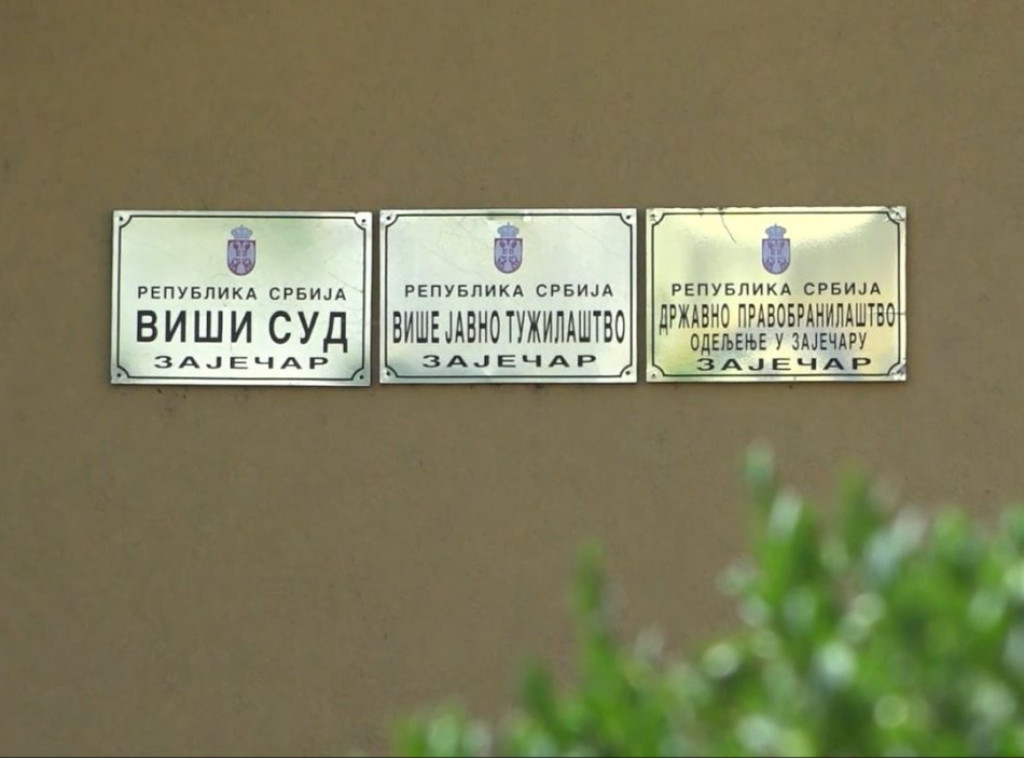 РЕПУБЛИКА СРБИЈА
ВИШИ СУД
ЗАЈЕЧАР
РЕПУБЛИКА СРБИЈА
ВИШЕ ЈАВНО ТУЖИЛАШТВО
ЗАЈЕЧАР
РЕПУБЛИКА СРБИЈА
ДРЖАВНО ПРАВОБРАНИЛАШТВО
ОДЕЉЕЊЕ У ЗАЈЕЧАРУ
ЗАЈЕЧАР